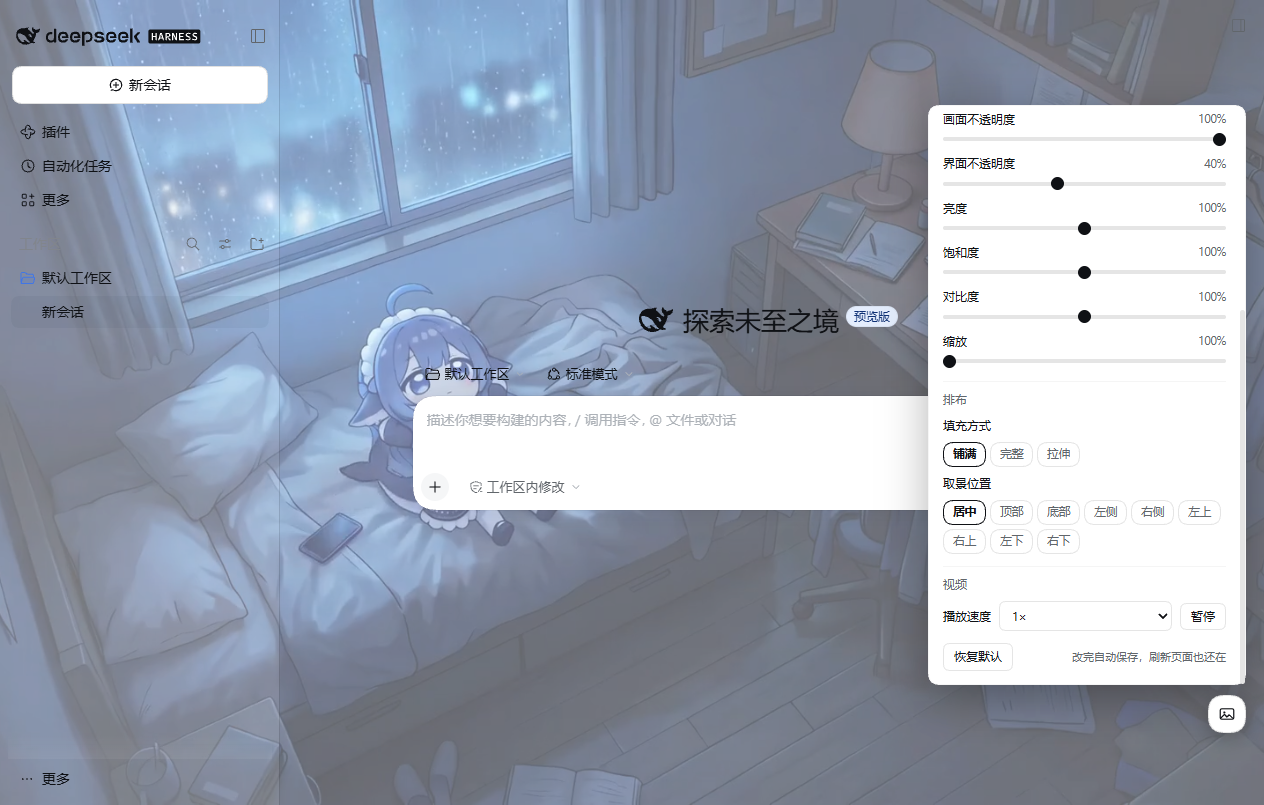 deepseek HARNESS
新会话
插件
自动化任务
更多
默认工作区
新会话
更多
探索未至之境 预览版
默认工作区 标准模式
描述你想要构建的内容, / 调用指令, @ 文件或对话
工作区内修改
画面不透明度 100%
界面不透明度 40%
亮度 100%
饱和度 100%
对比度 100%
缩放 100%
排布
填充方式
铺满 完整 拉伸
取景位置
居中 顶部 底部 左侧 右侧 左上
右上 左下 右下
视频
播放速度 1× 暂停
恢复默认 改完自动保存，刷新页面也还在